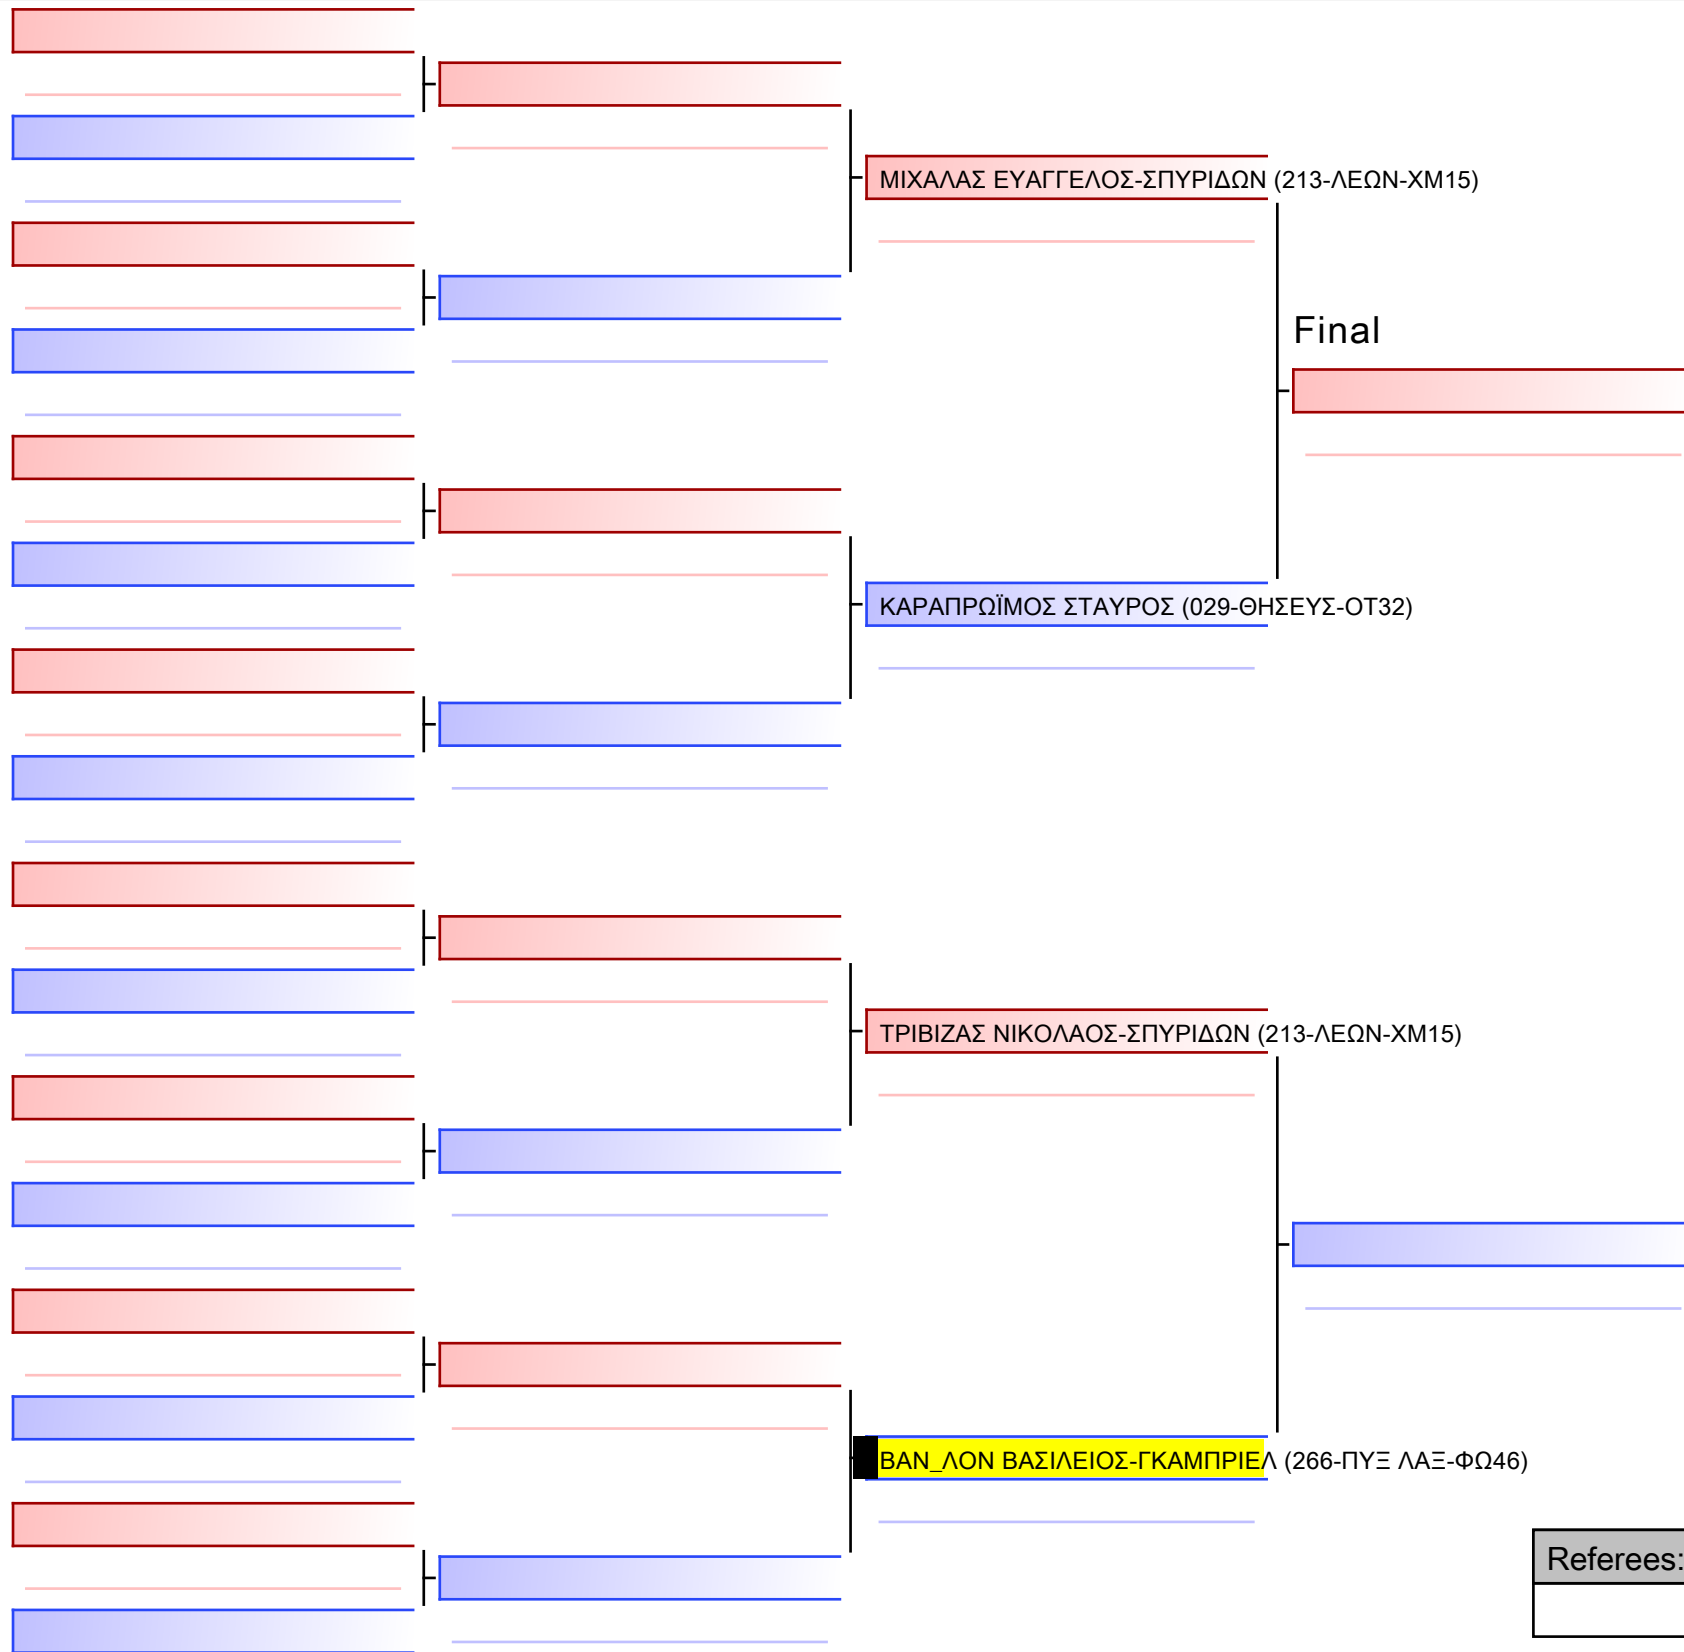 ΜΙΧΑΛΑΣ ΕΥΑΓΓΕΛΟΣ-ΣΠΥΡΙΔΩΝ (213-ΛΕΩΝ-ΧΜ15)
Final
ΚΑΡΑΠΡΩΪΜΟΣ ΣΤΑΥΡΟΣ (029-ΘΗΣΕΥΣ-ΟΤ32)
ΤΡΙΒΙΖΑΣ ΝΙΚΟΛΑΟΣ-ΣΠΥΡΙΔΩΝ (213-ΛΕΩΝ-ΧΜ15)
ΒΑΝ_ΛΟΝ ΒΑΣΙΛΕΙΟΣ-ΓΚΑΜΠΡΙΕΛ (266-ΠΥΞ ΛΑΞ-ΦΩ46)
Referees: